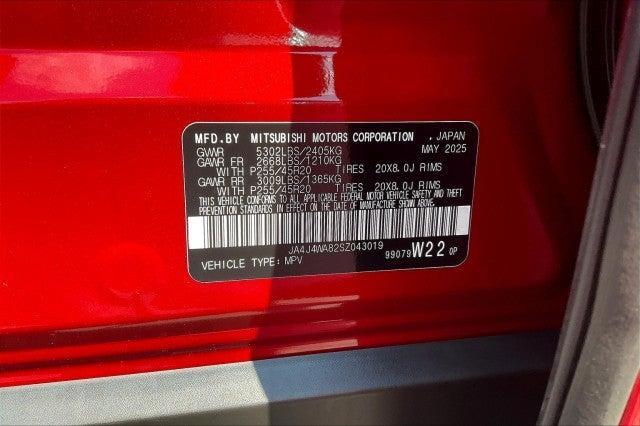 MFD.BY MITSUBISHI MOTORS CORPORATION , JAPAN
GVWR 5302LBS/2405KG MAY 2025
GAWR FR 2668LBS/1210KG
WITH P255/45R20 TIRES 20X8.0J RIMS
GAWR RR 3009LBS/1365KG
WITH P255/45R20 TIRES 20X8.0J RIMS
THIS VEHICLE CONFORMS TO ALL APPLICABLE FEDERAL MOTOR VEHICLE SAFETY, BUMPER AND THEFT
PREVENTION STANDARDS IN EFFECT ON THE DATE OF MANUFACTURE SHOWN ABOVE.
JA4J4WA82SZ043019
99079 W22 0P
VEHICLE TYPE: MPV